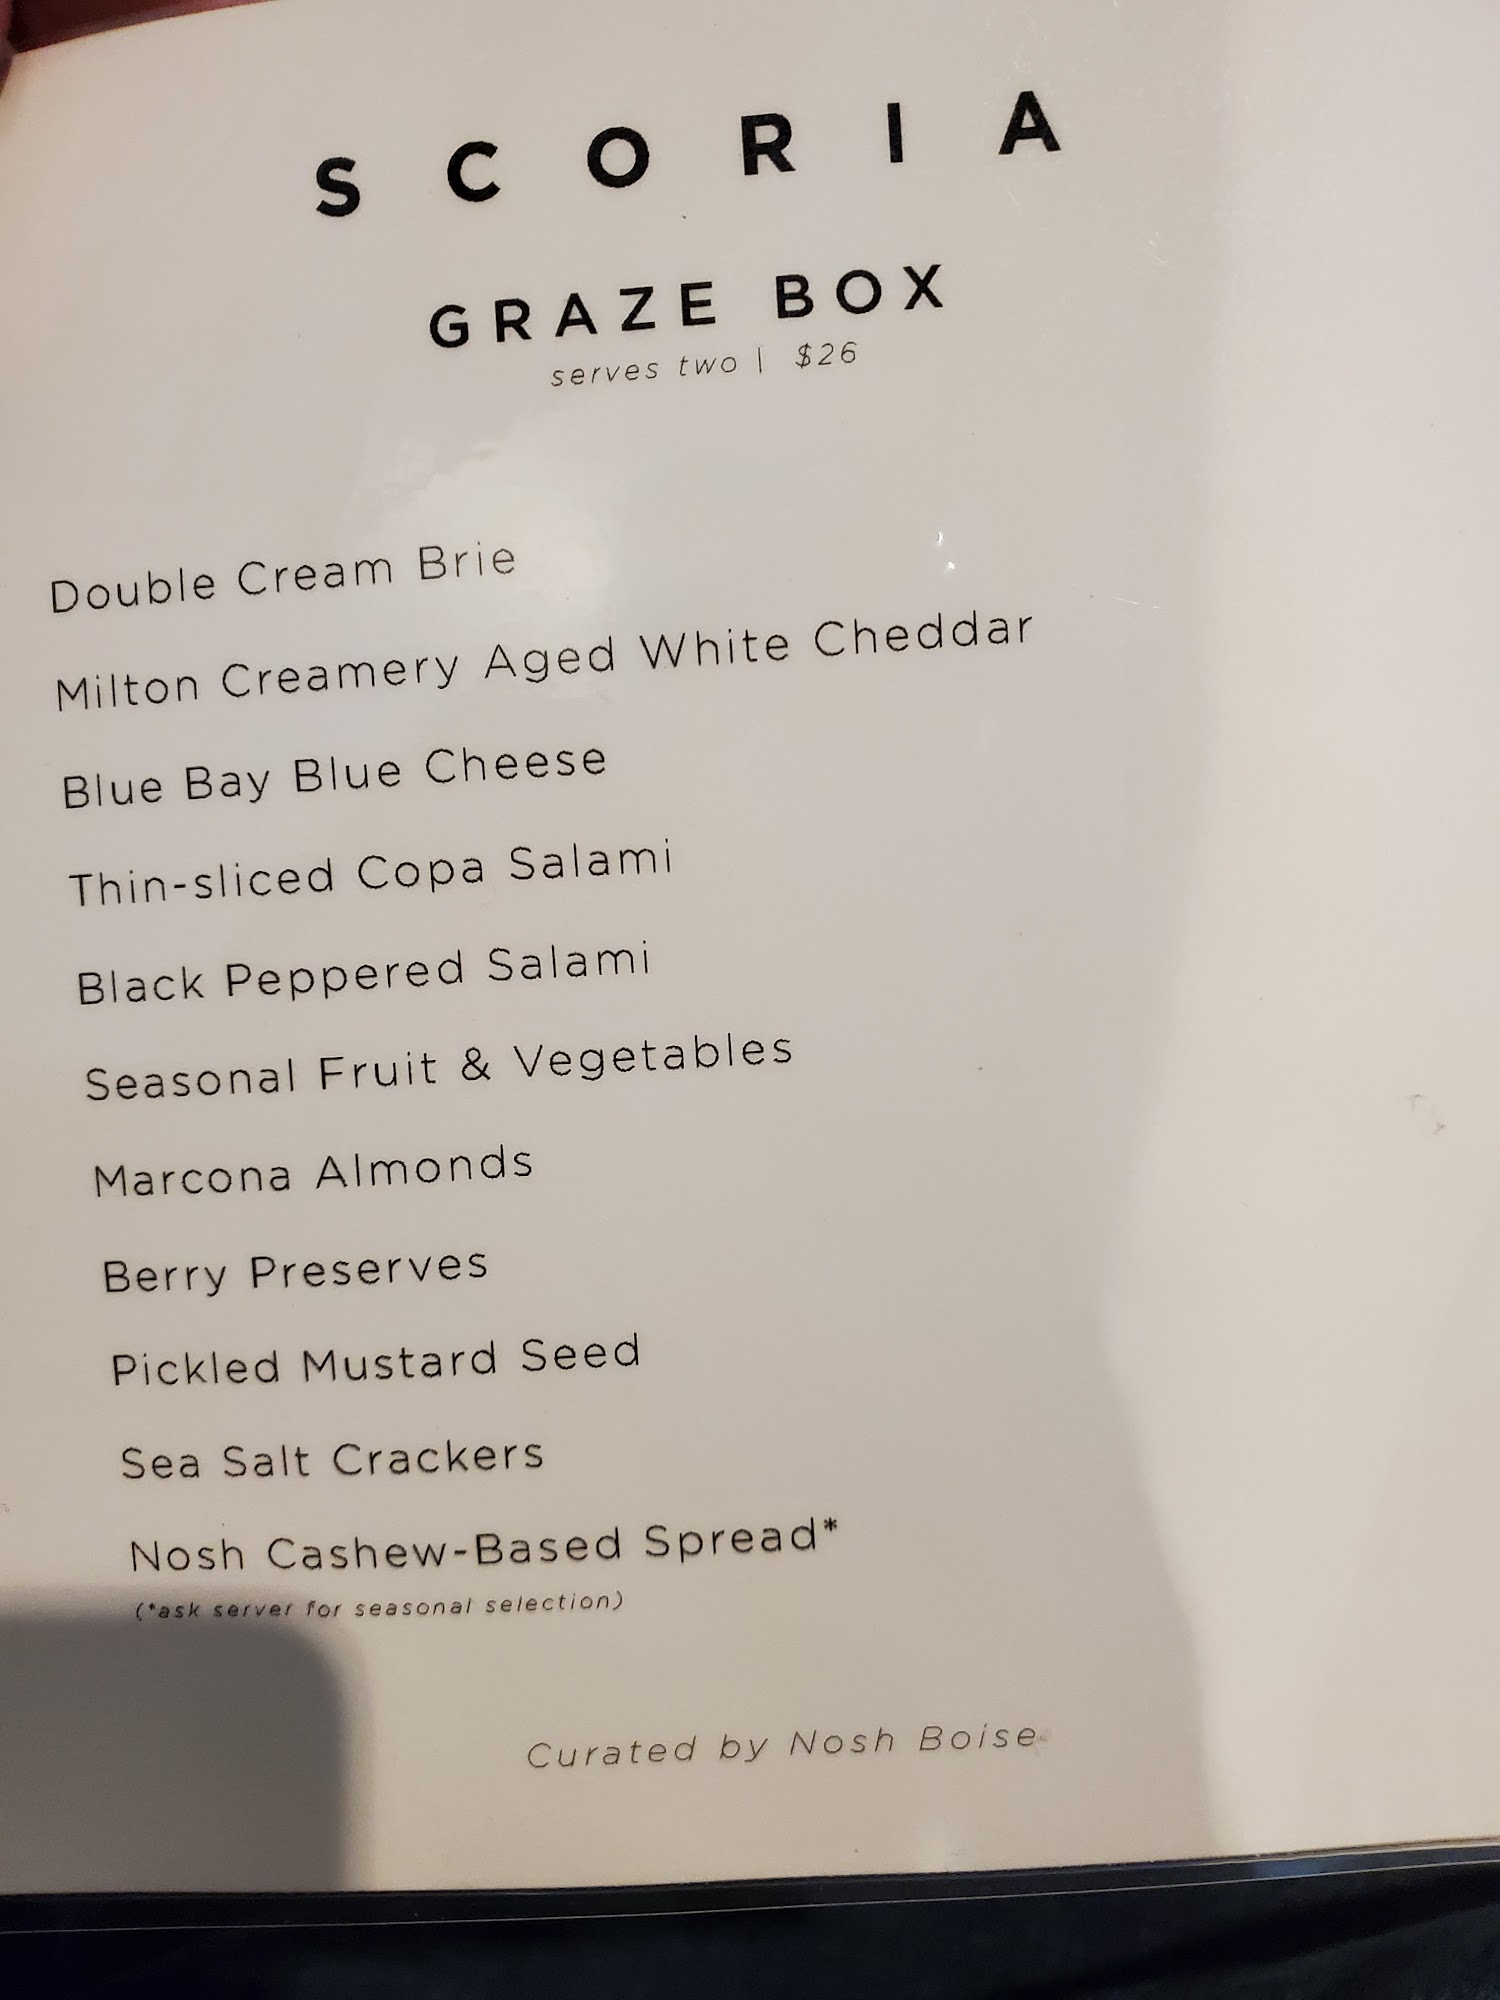 SCORIA
GRAZE BOX
serves two | $26
Double Cream Brie
Milton Creamery Aged White Cheddar
Blue Bay Blue Cheese
Thin-sliced Copa Salami
Black Peppered Salami
Seasonal Fruit & Vegetables
Marcona Almonds
Berry Preserves
Pickled Mustard Seed
Sea Salt Crackers
Nosh Cashew-Based Spread*
(*ask server for seasonal selection)
Curated by Nosh Boise